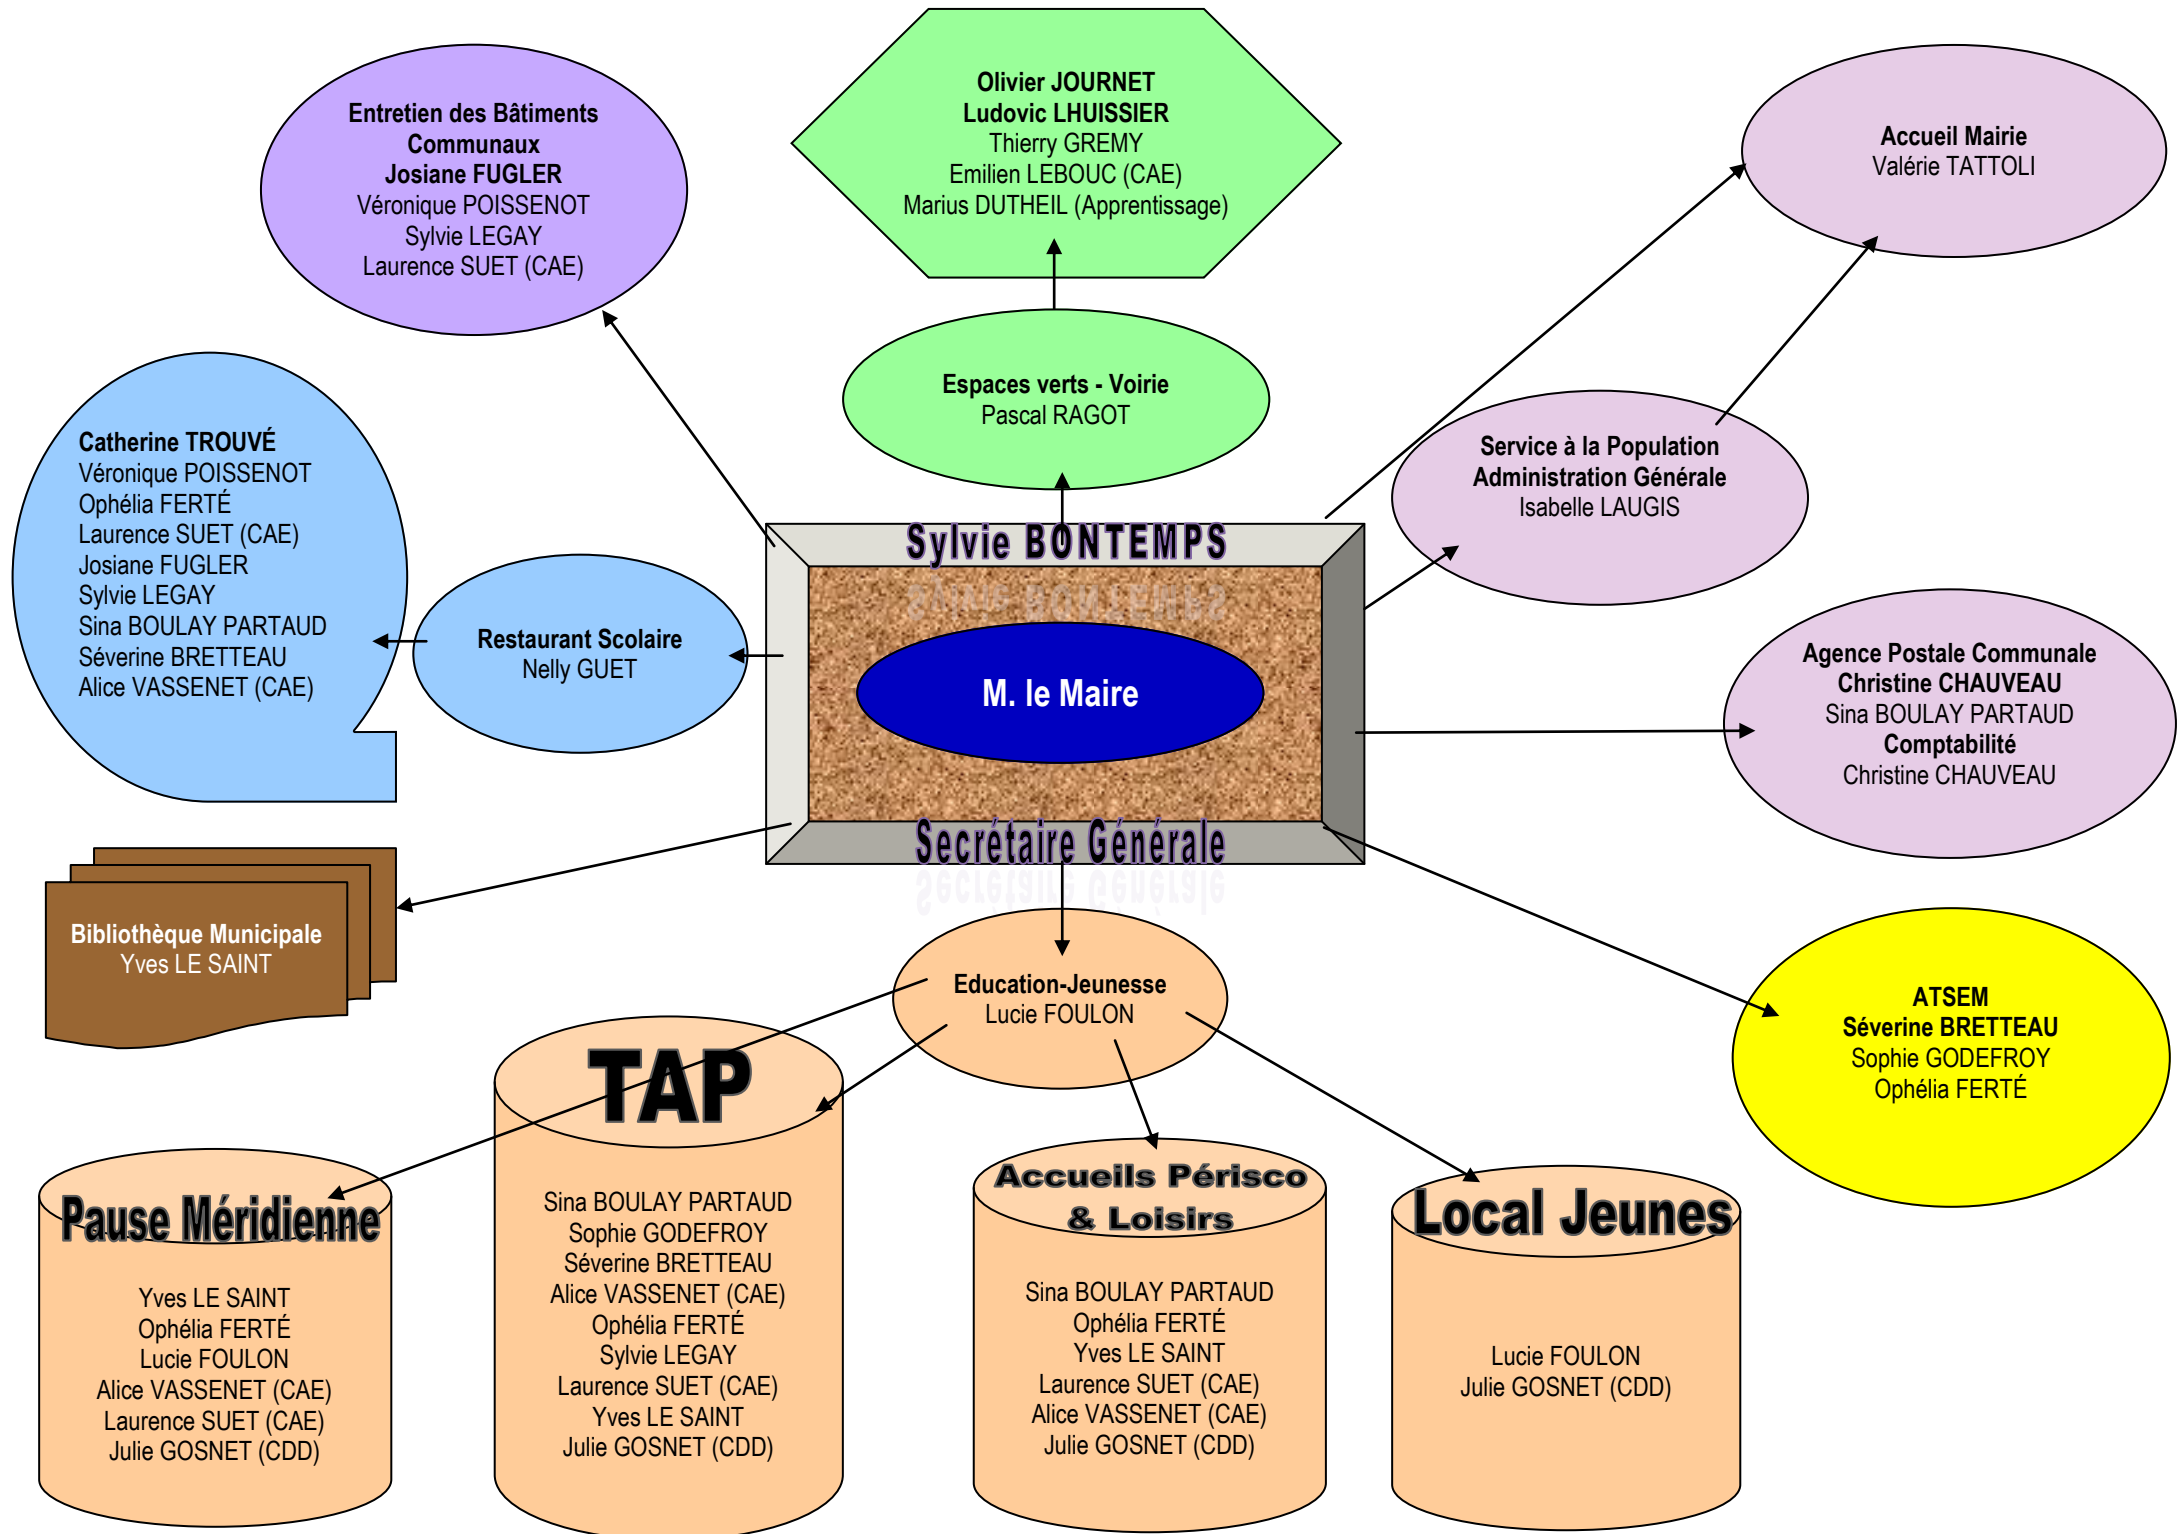 Olivier JOURNET
Ludovic LHUISSIER
Thierry GREMY
Emilien LEBOUC (CAE)
Marius DUTHEIL (Apprentissage)
Entretien des Bâtiments
Communaux
Josiane FUGLER
Véronique POISSENOT
Sylvie LEGAY
Laurence SUET (CAE)
Accueil Mairie
Valérie TATTOLI
Espaces verts - Voirie
Pascal RAGOT
Service à la Population
Administration Générale
Isabelle LAUGIS
Catherine TROUVÉ
Véronique POISSENOT
Ophélia FERTÉ
Laurence SUET (CAE)
Josiane FUGLER
Sylvie LEGAY
Sina BOULAY PARTAUD
Séverine BRETTEAU
Alice VASSENET (CAE)
Restaurant Scolaire
Nelly GUET
Sylvie BONTEMPS
M. le Maire
Secrétaire Générale
Agence Postale Communale
Christine CHAUVEAU
Sina BOULAY PARTAUD
Comptabilité
Christine CHAUVEAU
Bibliothèque Municipale
Yves LE SAINT
Education-Jeunesse
Lucie FOULON
ATSEM
Séverine BRETTEAU
Sophie GODEFROY
Ophélia FERTÉ
Pause Méridienne
Yves LE SAINT
Ophélia FERTÉ
Lucie FOULON
Alice VASSENET (CAE)
Laurence SUET (CAE)
Julie GOSNET (CDD)
TAP
Sina BOULAY PARTAUD
Sophie GODEFROY
Séverine BRETTEAU
Alice VASSENET (CAE)
Ophélia FERTÉ
Sylvie LEGAY
Laurence SUET (CAE)
Yves LE SAINT
Julie GOSNET (CDD)
Accueils Périsco
& Loisirs
Sina BOULAY PARTAUD
Ophélia FERTÉ
Yves LE SAINT
Laurence SUET (CAE)
Alice VASSENET (CAE)
Julie GOSNET (CDD)
Local Jeunes
Lucie FOULON
Julie GOSNET (CDD)